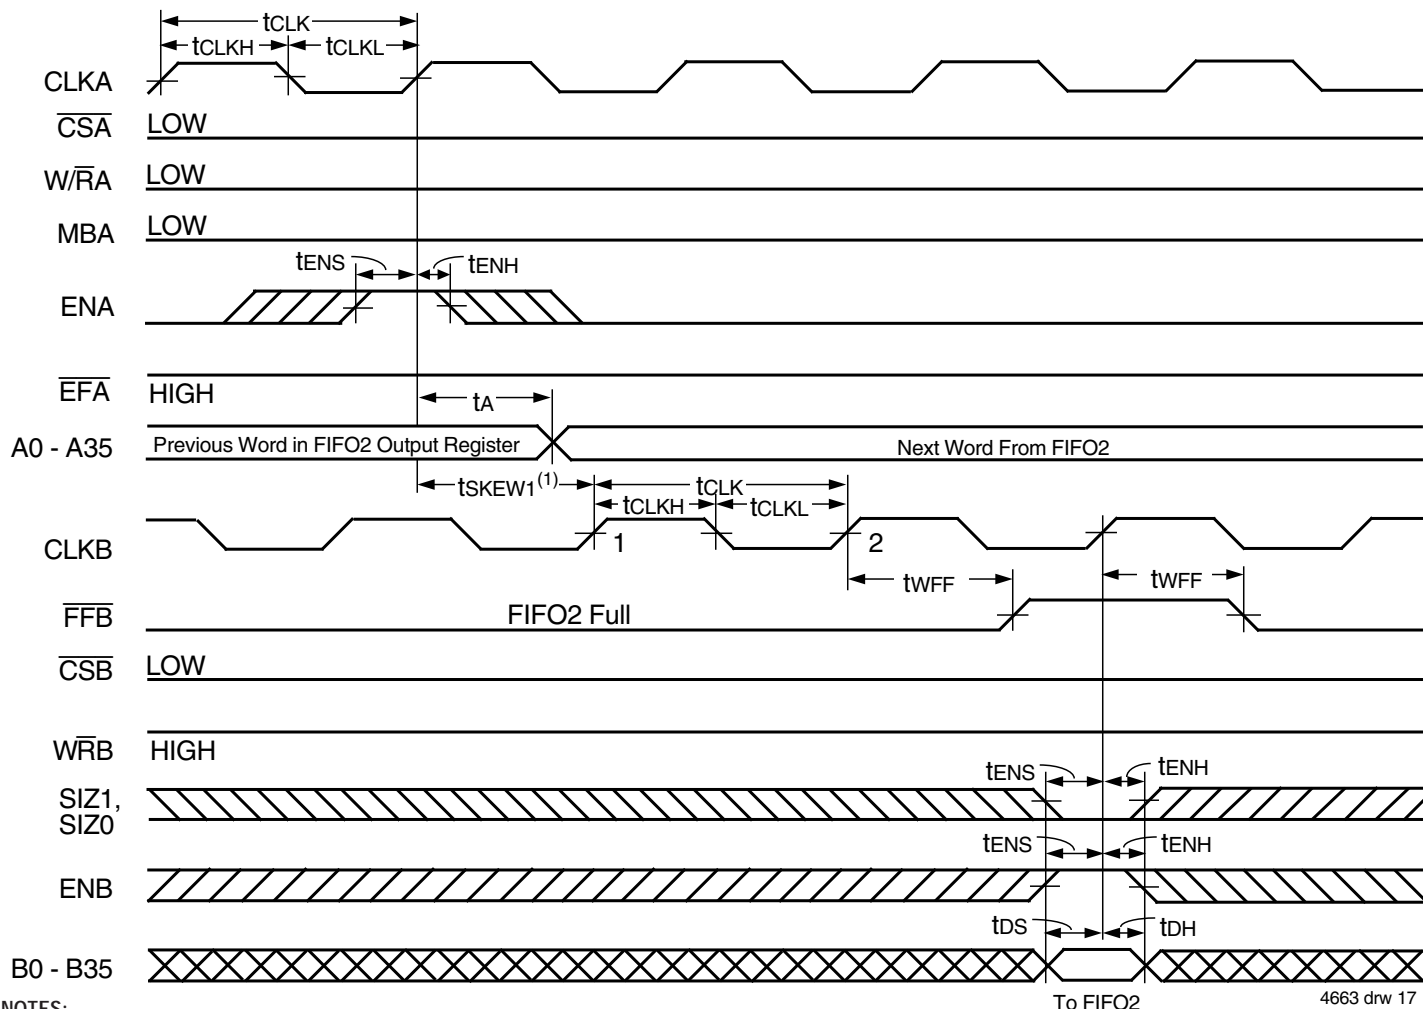 tCLK
tCLKH
tCLKL
CLKA
CSA
LOW
W/RA
LOW
MBA
LOW
tENS
tENH
ENA
EFA
HIGH
tA
A0 - A35
Previous Word in FIFO2 Output Register
Next Word From FIFO2
tSKEW1(1)
tCLK
tCLKH
tCLKL
CLKB
1
2
tWFF
tWFF
FFB
FIFO2 Full
CSB
LOW
WRB
HIGH
tENS
tENH
SIZ1,
SIZ0
tENS
tENH
ENB
tDS
tDH
B0 - B35
NOTES:
To FIFO2
4663 drw 17